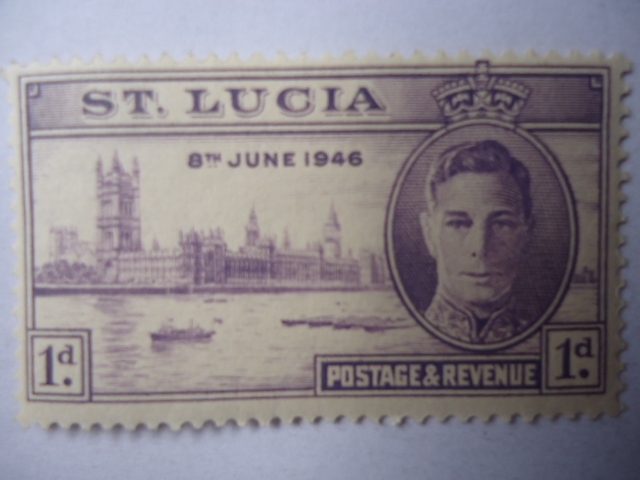 ST. LUCIA
8TH JUNE 1946
1d.
POSTAGE & REVENUE
1d.